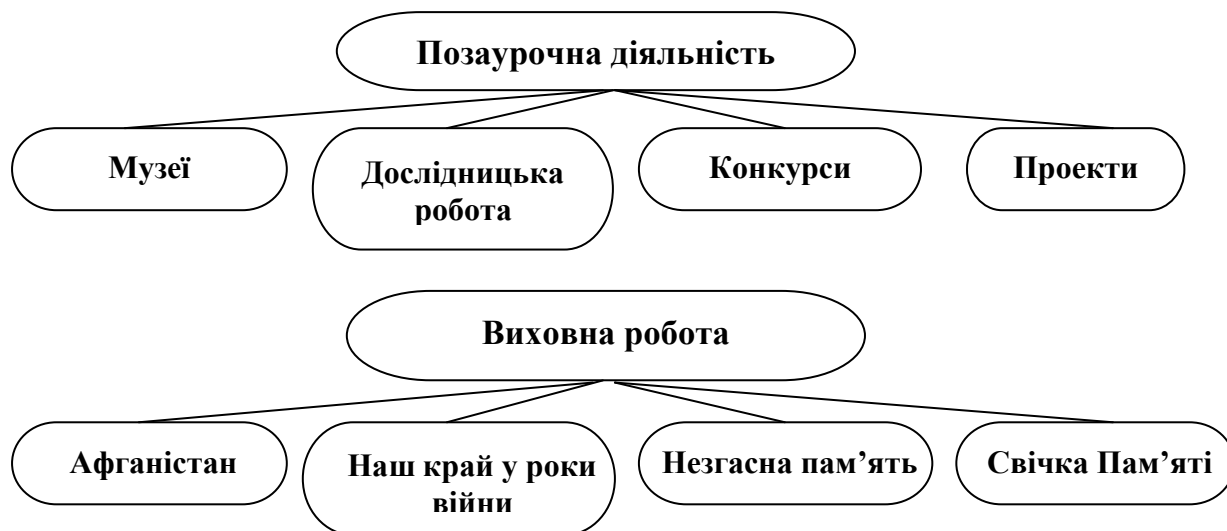 Позаурочна діяльність
Музеї
Дослідницька
робота
Конкурси
Проекти
Виховна робота
Афганістан
Наш край у роки
війни
Незгасна пам’ять
Свічка Пам’яті